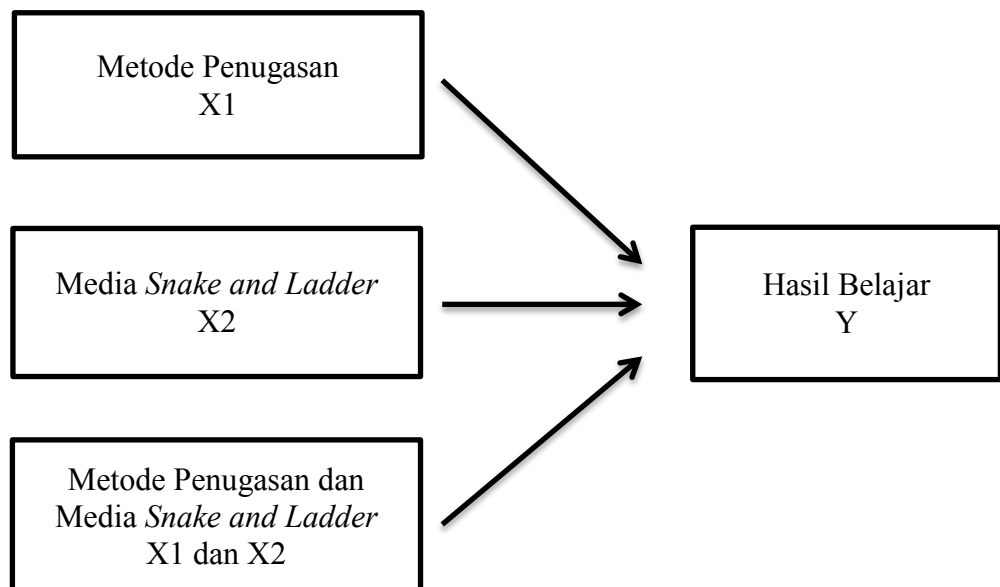 Metode Penugasan
X1
Media Snake and Ladder
X2
Hasil Belajar
Y
Metode Penugasan dan
Media Snake and Ladder
X1 dan X2